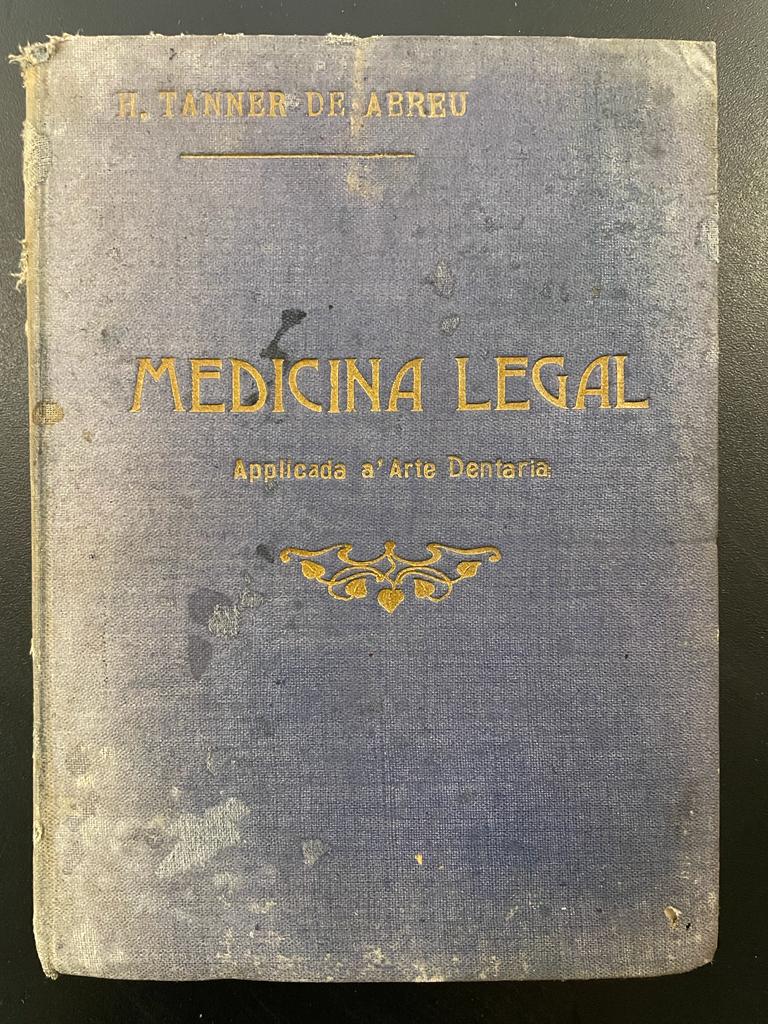 H. TANNER DE ABREU
MEDICINA LEGAL
Applicada a' Arte Dentaria